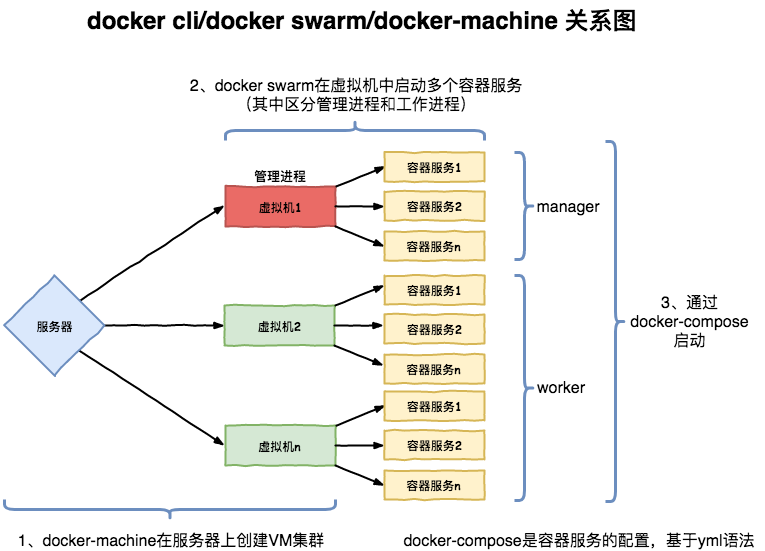 docker cli/docker swarm/docker-machine 关系图
2、docker swarm在虚拟机中启动多个容器服务
（其中区分管理进程和工作进程）
管理进程
虚拟机1
容器服务1
容器服务2
容器服务n
manager
服务器
虚拟机2
容器服务1
容器服务2
容器服务n
虚拟机n
容器服务1
容器服务2
容器服务n
worker
3、通过
docker-compose
启动
1、docker-machine在服务器上创建VM集群
docker-compose是容器服务的配置，基于yml语法